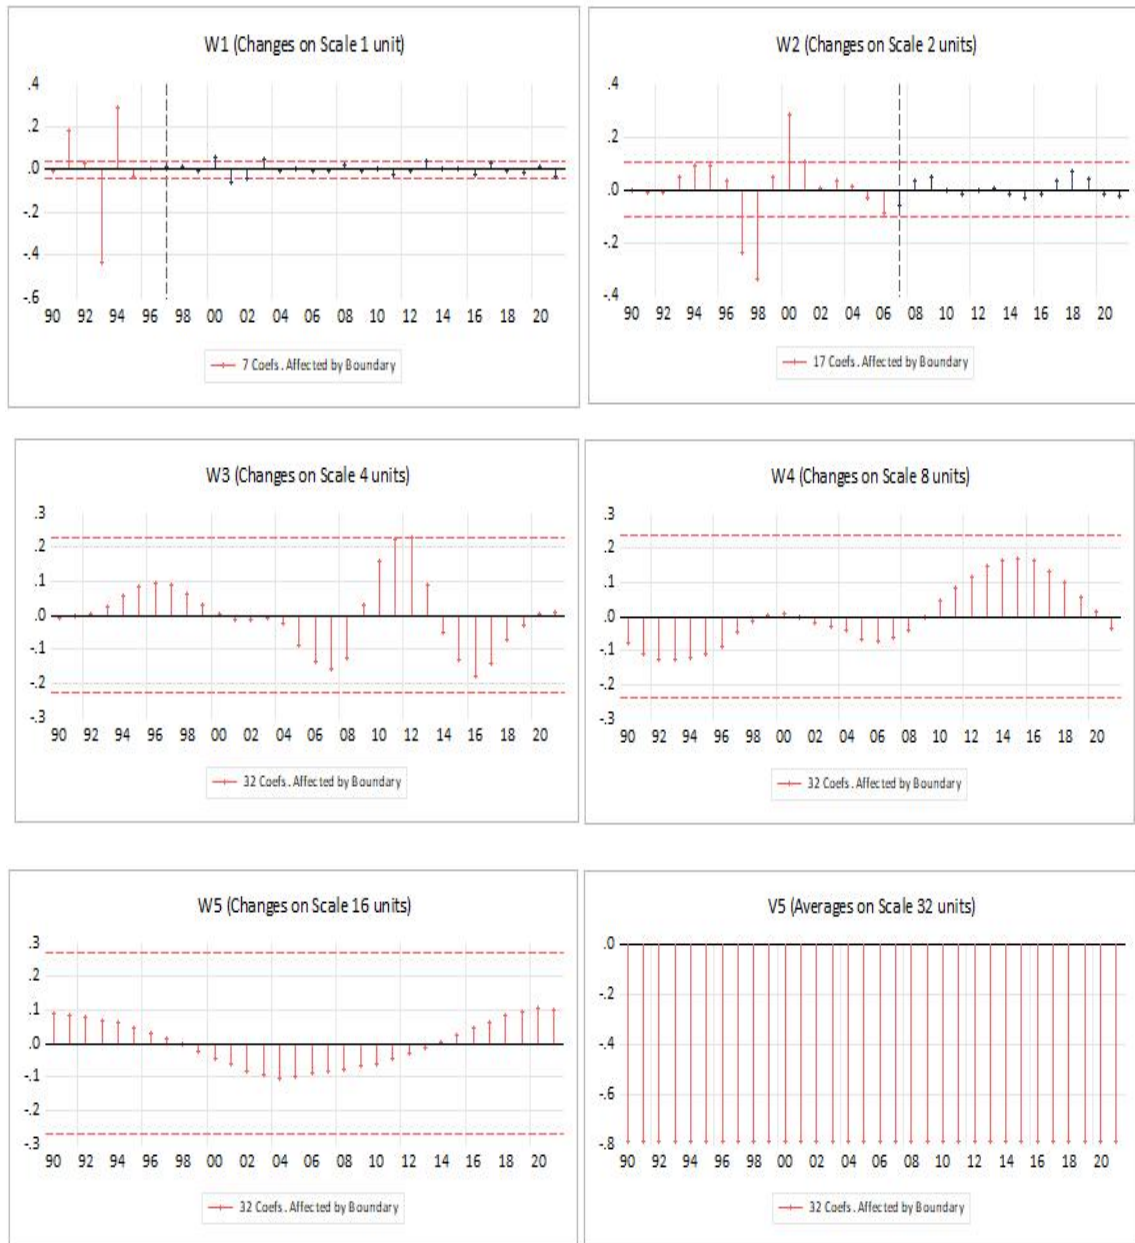 W1 (Changes on Scale 1 unit)
.4
.2
.0
-.2
-.4
-.6
90 92 94 96 98 00 02 04 06 08 10 12 14 16 18 20
7 Coefs. Affected by Boundary
W2 (Changes on Scale 2 units)
.4
.2
.0
-.2
-.4
90 92 94 96 98 00 02 04 06 08 10 12 14 16 18 20
17 Coefs. Affected by Boundary
W3 (Changes on Scale 4 units)
.3
.2
.1
.0
-.1
-.2
-.3
90 92 94 96 98 00 02 04 06 08 10 12 14 16 18 20
32 Coefs. Affected by Boundary
W4 (Changes on Scale 8 units)
.3
.2
.1
.0
-.1
-.2
-.3
90 92 94 96 98 00 02 04 06 08 10 12 14 16 18 20
32 Coefs. Affected by Boundary
W5 (Changes on Scale 16 units)
.3
.2
.1
.0
-.1
-.2
-.3
90 92 94 96 98 00 02 04 06 08 10 12 14 16 18 20
32 Coefs. Affected by Boundary
V5 (Averages on Scale 32 units)
.0
-.2
-.4
-.6
-.8
90 92 94 96 98 00 02 04 06 08 10 12 14 16 18 20
32 Coefs. Affected by Boundary